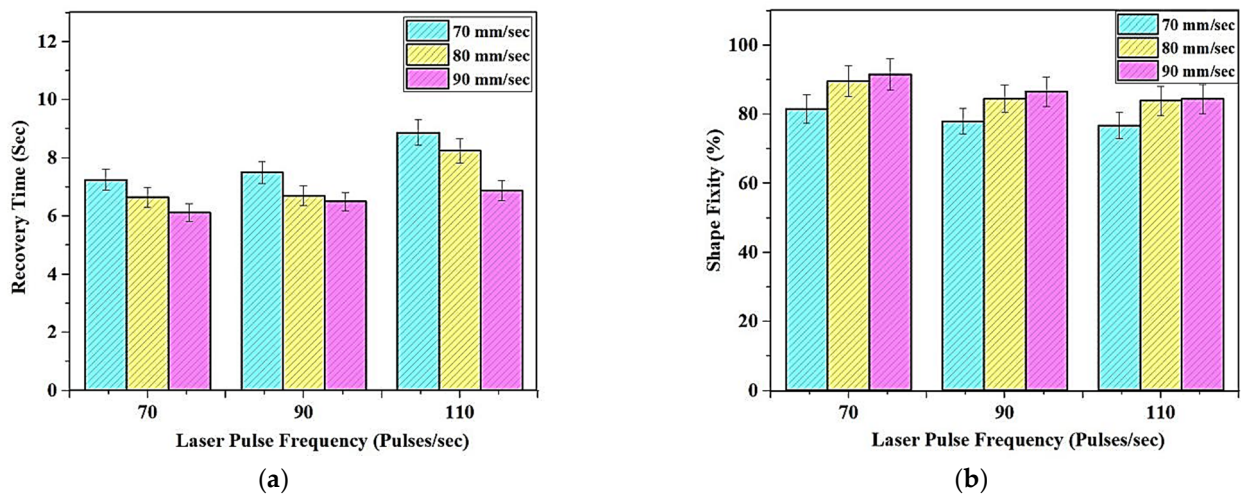 12
10
8
6
4
2
0
Recovery Time (Sec)
70 mm/sec
80 mm/sec
90 mm/sec
70
90
110
Laser Pulse Frequency (Pulses/sec)
(a)
100
80
60
40
20
0
Shape Fixity (%)
70 mm/sec
80 mm/sec
90 mm/sec
70
90
110
Laser Pulse Frequency (Pulses/sec)
(b)